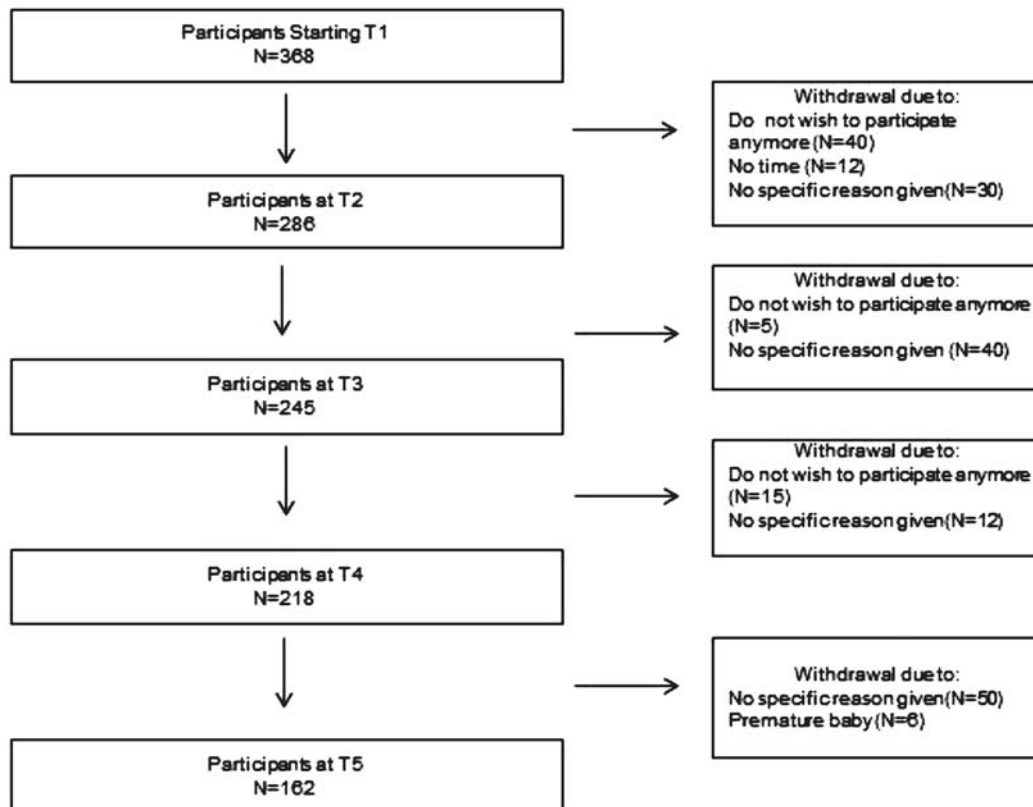 Participants Starting T1
N=368
Withdrawal due to:
Do not wish to participate
anymore (N=40)
No time (N=12)
No specific reason given(N=30)
Participants at T2
N=286
Withdrawal due to:
Do not wish to participate anymore
(N=5)
No specific reason given (N=40)
Participants at T3
N=245
Withdrawal due to:
Do not wish to participate anymore
(N=15)
No specific reason given(N=12)
Participants at T4
N=218
Withdrawal due to:
No specific reason given(N=50)
Premature baby (N=6)
Participants at T5
N=162